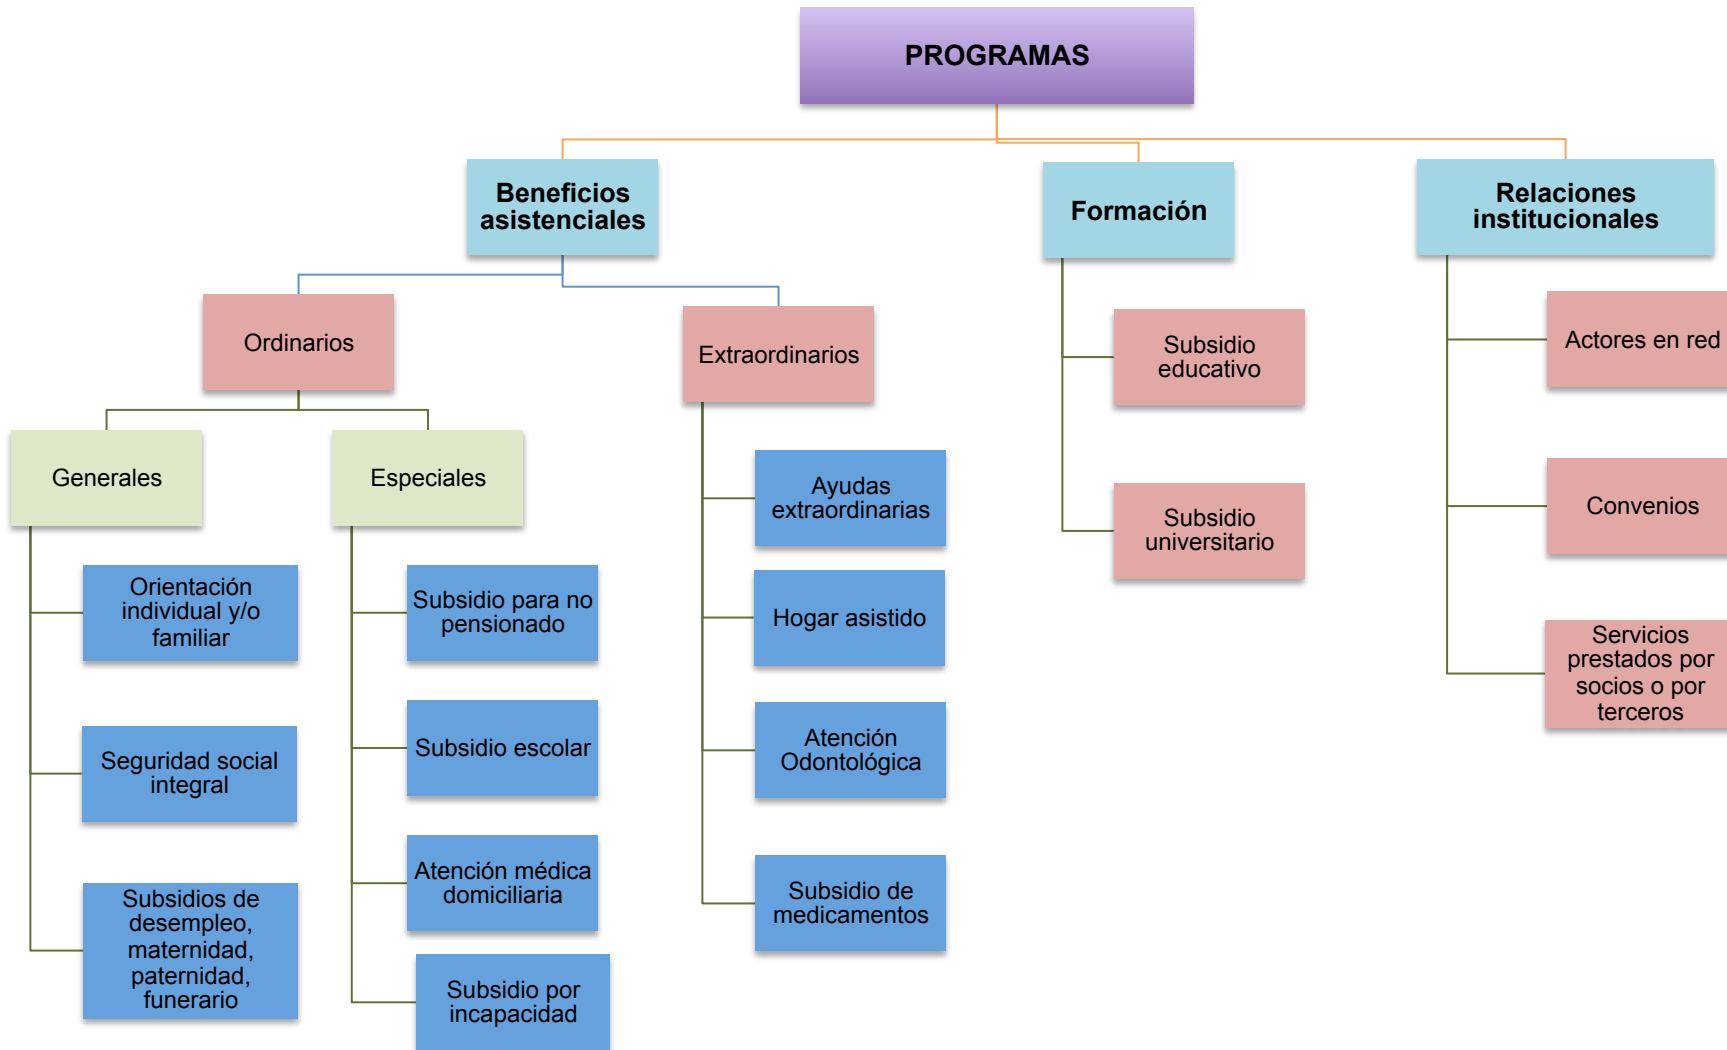 PROGRAMAS
Beneficios
asistenciales
Formación
Relaciones
institucionales
Ordinarios
Extraordinarios
Subsidio
educativo
Actores en red
Generales
Especiales
Ayudas
extraordinarias
Subsidio
universitario
Convenios
Orientación
individual y/o
familiar
Subsidio para no
pensionado
Hogar asistido
Servicios
prestados por
socios o por
terceros
Seguridad social
integral
Subsidio escolar
Atención
Odontológica
Subsidios de
desempleo,
maternidad,
paternidad,
funerario
Atención médica
domiciliaria
Subsidio de
medicamentos
Subsidio por
incapacidad